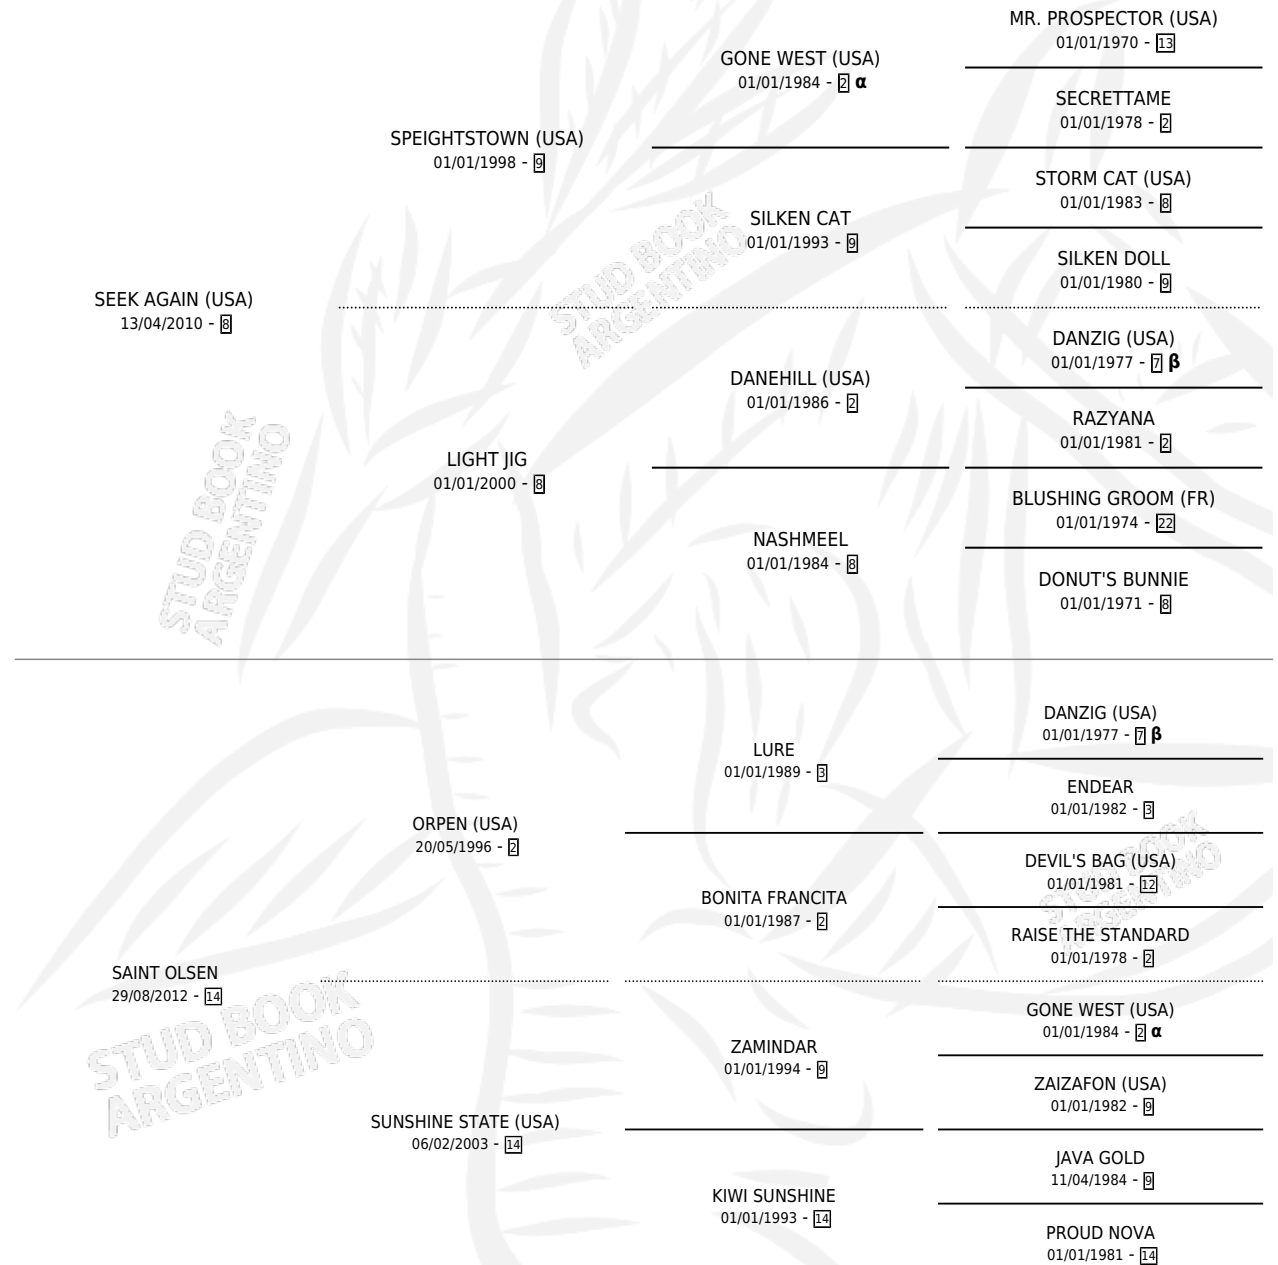 MR. PROSPECTOR (USA)
01/01/1970 - 13
GONE WEST (USA)
01/01/1984 - 2 α
SECRETTAME
01/01/1978 - 2
SPEIGHTSTOWN (USA)
01/01/1998 - 9
STORM CAT (USA)
01/01/1983 - 8
SILKEN CAT
01/01/1993 - 9
SILKEN DOLL
01/01/1980 - 9
SEEK AGAIN (USA)
13/04/2010 - 8
DANZIG (USA)
01/01/1977 - 7 β
DANEHILL (USA)
01/01/1986 - 2
RAZYANA
01/01/1981 - 2
LIGHT JIG
01/01/2000 - 8
BLUSHING GROOM (FR)
01/01/1974 - 22
NASHMEEL
01/01/1984 - 8
DONUT'S BUNNIE
01/01/1971 - 8
DANZIG (USA)
01/01/1977 - 7 β
LURE
01/01/1989 - 3
ENDEAR
01/01/1982 - 3
ORPEN (USA)
20/05/1996 - 2
DEVIL'S BAG (USA)
01/01/1981 - 12
BONITA FRANCITA
01/01/1987 - 2
RAISE THE STANDARD
01/01/1978 - 2
SAINT OLSEN
29/08/2012 - 14
GONE WEST (USA)
01/01/1984 - 2 α
ZAMINDAR
01/01/1994 - 9
ZAIZAFON (USA)
01/01/1982 - 9
SUNSHINE STATE (USA)
06/02/2003 - 14
JAVA GOLD
11/04/1984 - 9
KIWI SUNSHINE
01/01/1993 - 14
PROUD NOVA
01/01/1981 - 14
STUD BOOK
ARGENTINO
STUD BOOK
ARGENTINO
STUD BOOK
ARGENTINO
STUD BOOK
ARGENTINO